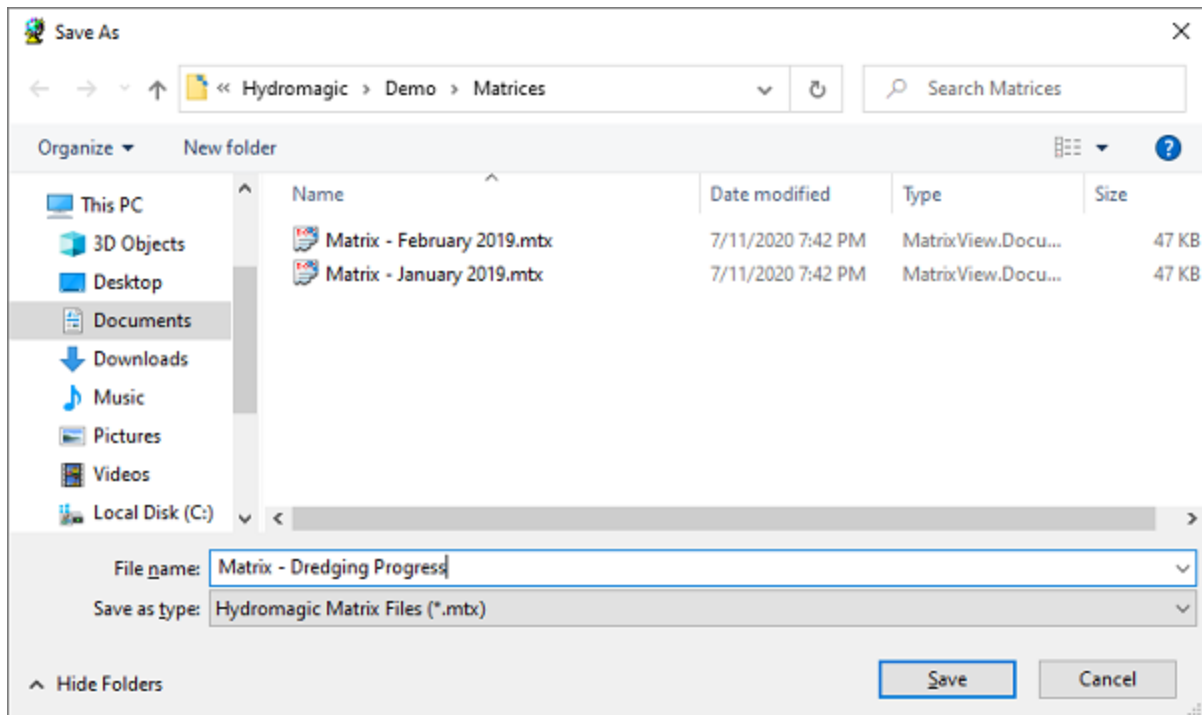 Save As
« Hydromagic > Demo > Matrices
Search Matrices
Organize
New folder
Name Date modified Type Size
This PC
3D Objects
Desktop
Documents
Downloads
Music
Pictures
Videos
Local Disk (C:)
Matrix - February 2019.mtx 7/11/2020 7:42 PM MatrixView.Docu... 47 KB
Matrix - January 2019.mtx 7/11/2020 7:42 PM MatrixView.Docu... 47 KB
File name: Matrix - Dredging Progress
Save as type: Hydromagic Matrix Files (*.mtx)
Hide Folders
Save
Cancel